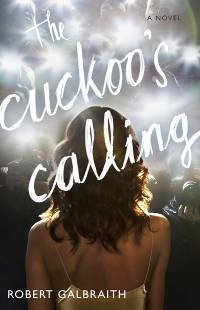 the
A NOVEL
cuckoo's
calling
ROBERT GALBRAITH